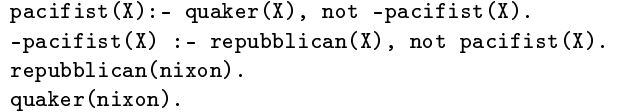 pacifist(X):- quaker(X), not -pacifist(X).
-pacifist(X) :- repubblican(X), not pacifist(X).
repubblican(nixon).
quaker(nixon).